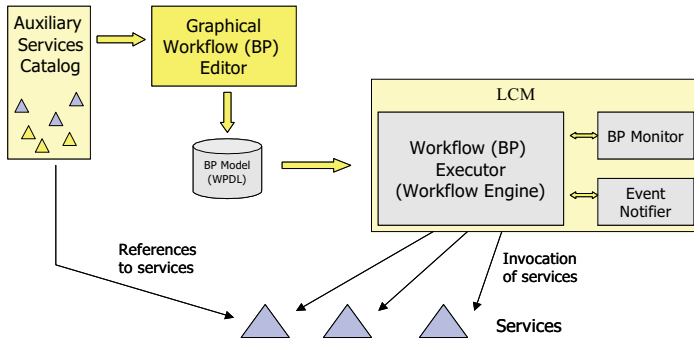 Auxiliary
Services
Catalog
Graphical
Workflow (BP)
Editor
LCM
Workflow (BP)
Executor
(Workflow Engine)
BP Monitor
Event
Notifier
BP Model
(WPDL)
References
to services
Invocation
of services
Services